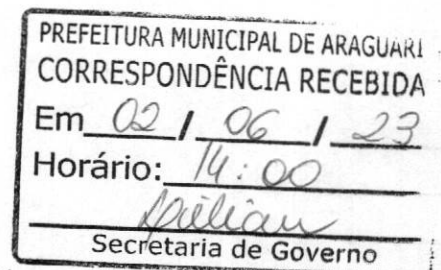 PREFEITURA MUNICIPAL DE ARAGUARI
CORRESPONDÊNCIA RECEBIDA
Em 02 / 06 / 23
Horário: 14:00
Secretaria de Governo